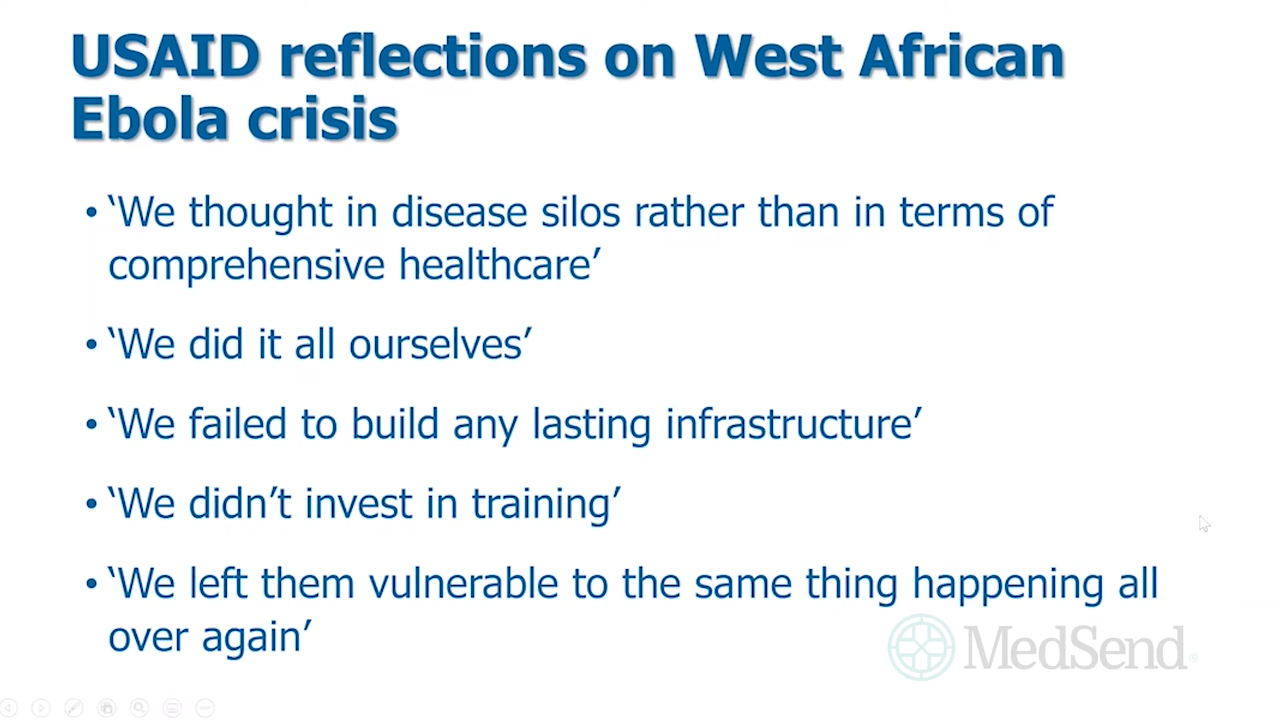 USAID reflections on West African
Ebola crisis
• ‘We thought in disease silos rather than in terms of
comprehensive healthcare’
• ‘We did it all ourselves’
• ‘We failed to build any lasting infrastructure’
• ‘We didn’t invest in training’
• ‘We left them vulnerable to the same thing happening all
over again’
MedSend®